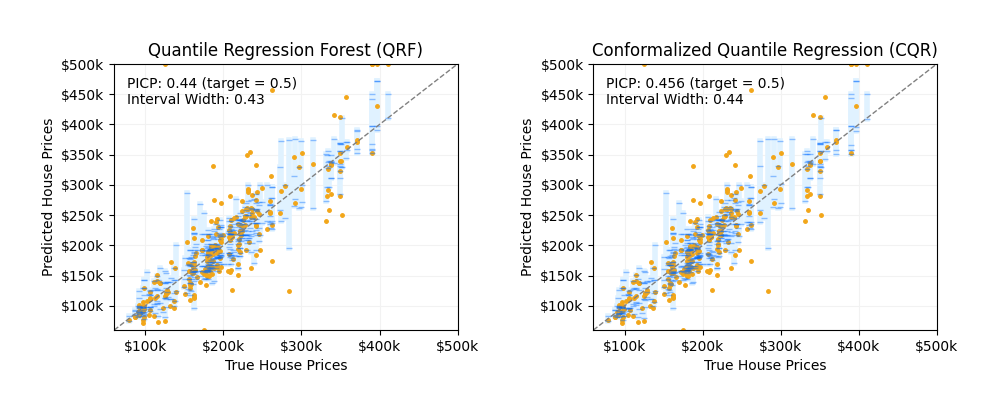 Quantile Regression Forest (QRF)
PICP: 0.44 (target = 0.5)
Interval Width: 0.43
$500k
$450k
$400k
$350k
$300k
$250k
$200k
$150k
$100k
Predicted House Prices
$100k $200k $300k $400k $500k
True House Prices
Conformalized Quantile Regression (CQR)
PICP: 0.456 (target = 0.5)
Interval Width: 0.44
$500k
$450k
$400k
$350k
$300k
$250k
$200k
$150k
$100k
Predicted House Prices
$100k $200k $300k $400k $500k
True House Prices